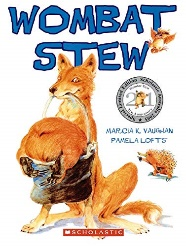 WOMBAT
STEW
MARCIA K. VAUGHAN
PAMELA LOFTS
SCHOLASTIC